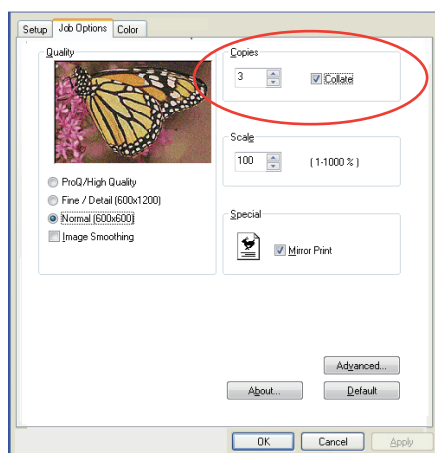 Setup Job Options Color
Quality
ProQ/High Quality
Fine / Detail (600x1200)
Normal (600x600)
Image Smoothing
Copies
3 Collate
Scale
100 (1-1000 %)
Special
Mirror Print
Advanced...
About... Default
OK Cancel Apply